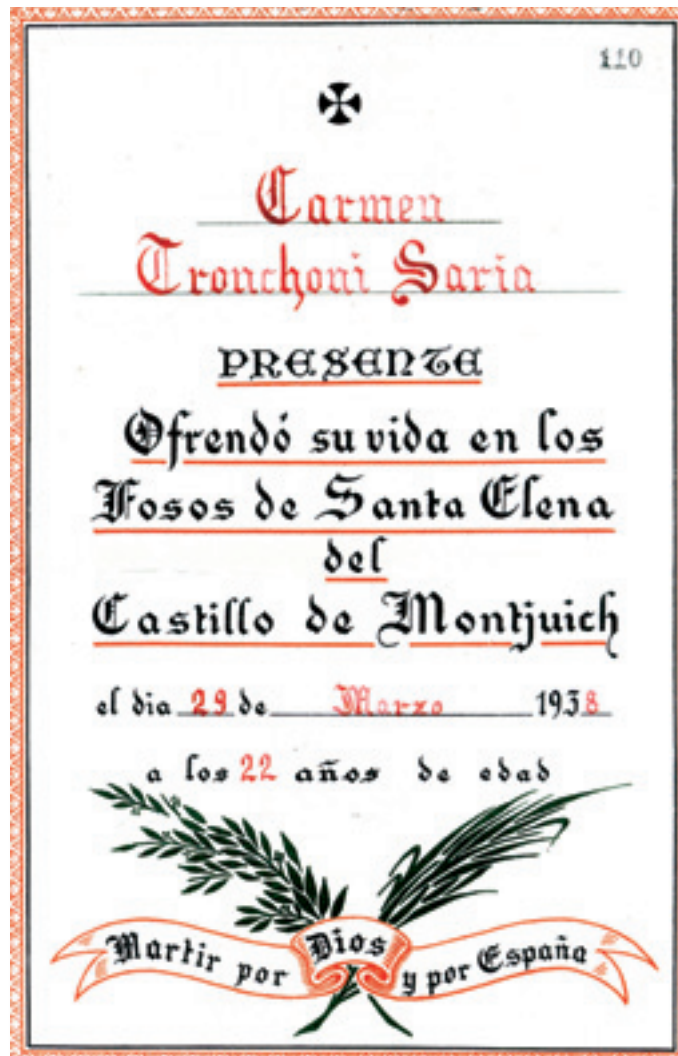 110
Carmen
Tronchoni Soria
PRESENTE
Ofrendó su vida en los
Fosos de Santa Elena
del
Castillo de Montjuich
el dia 29 de Marzo 1938
a los 22 años de edad
Martir por Dios y por España